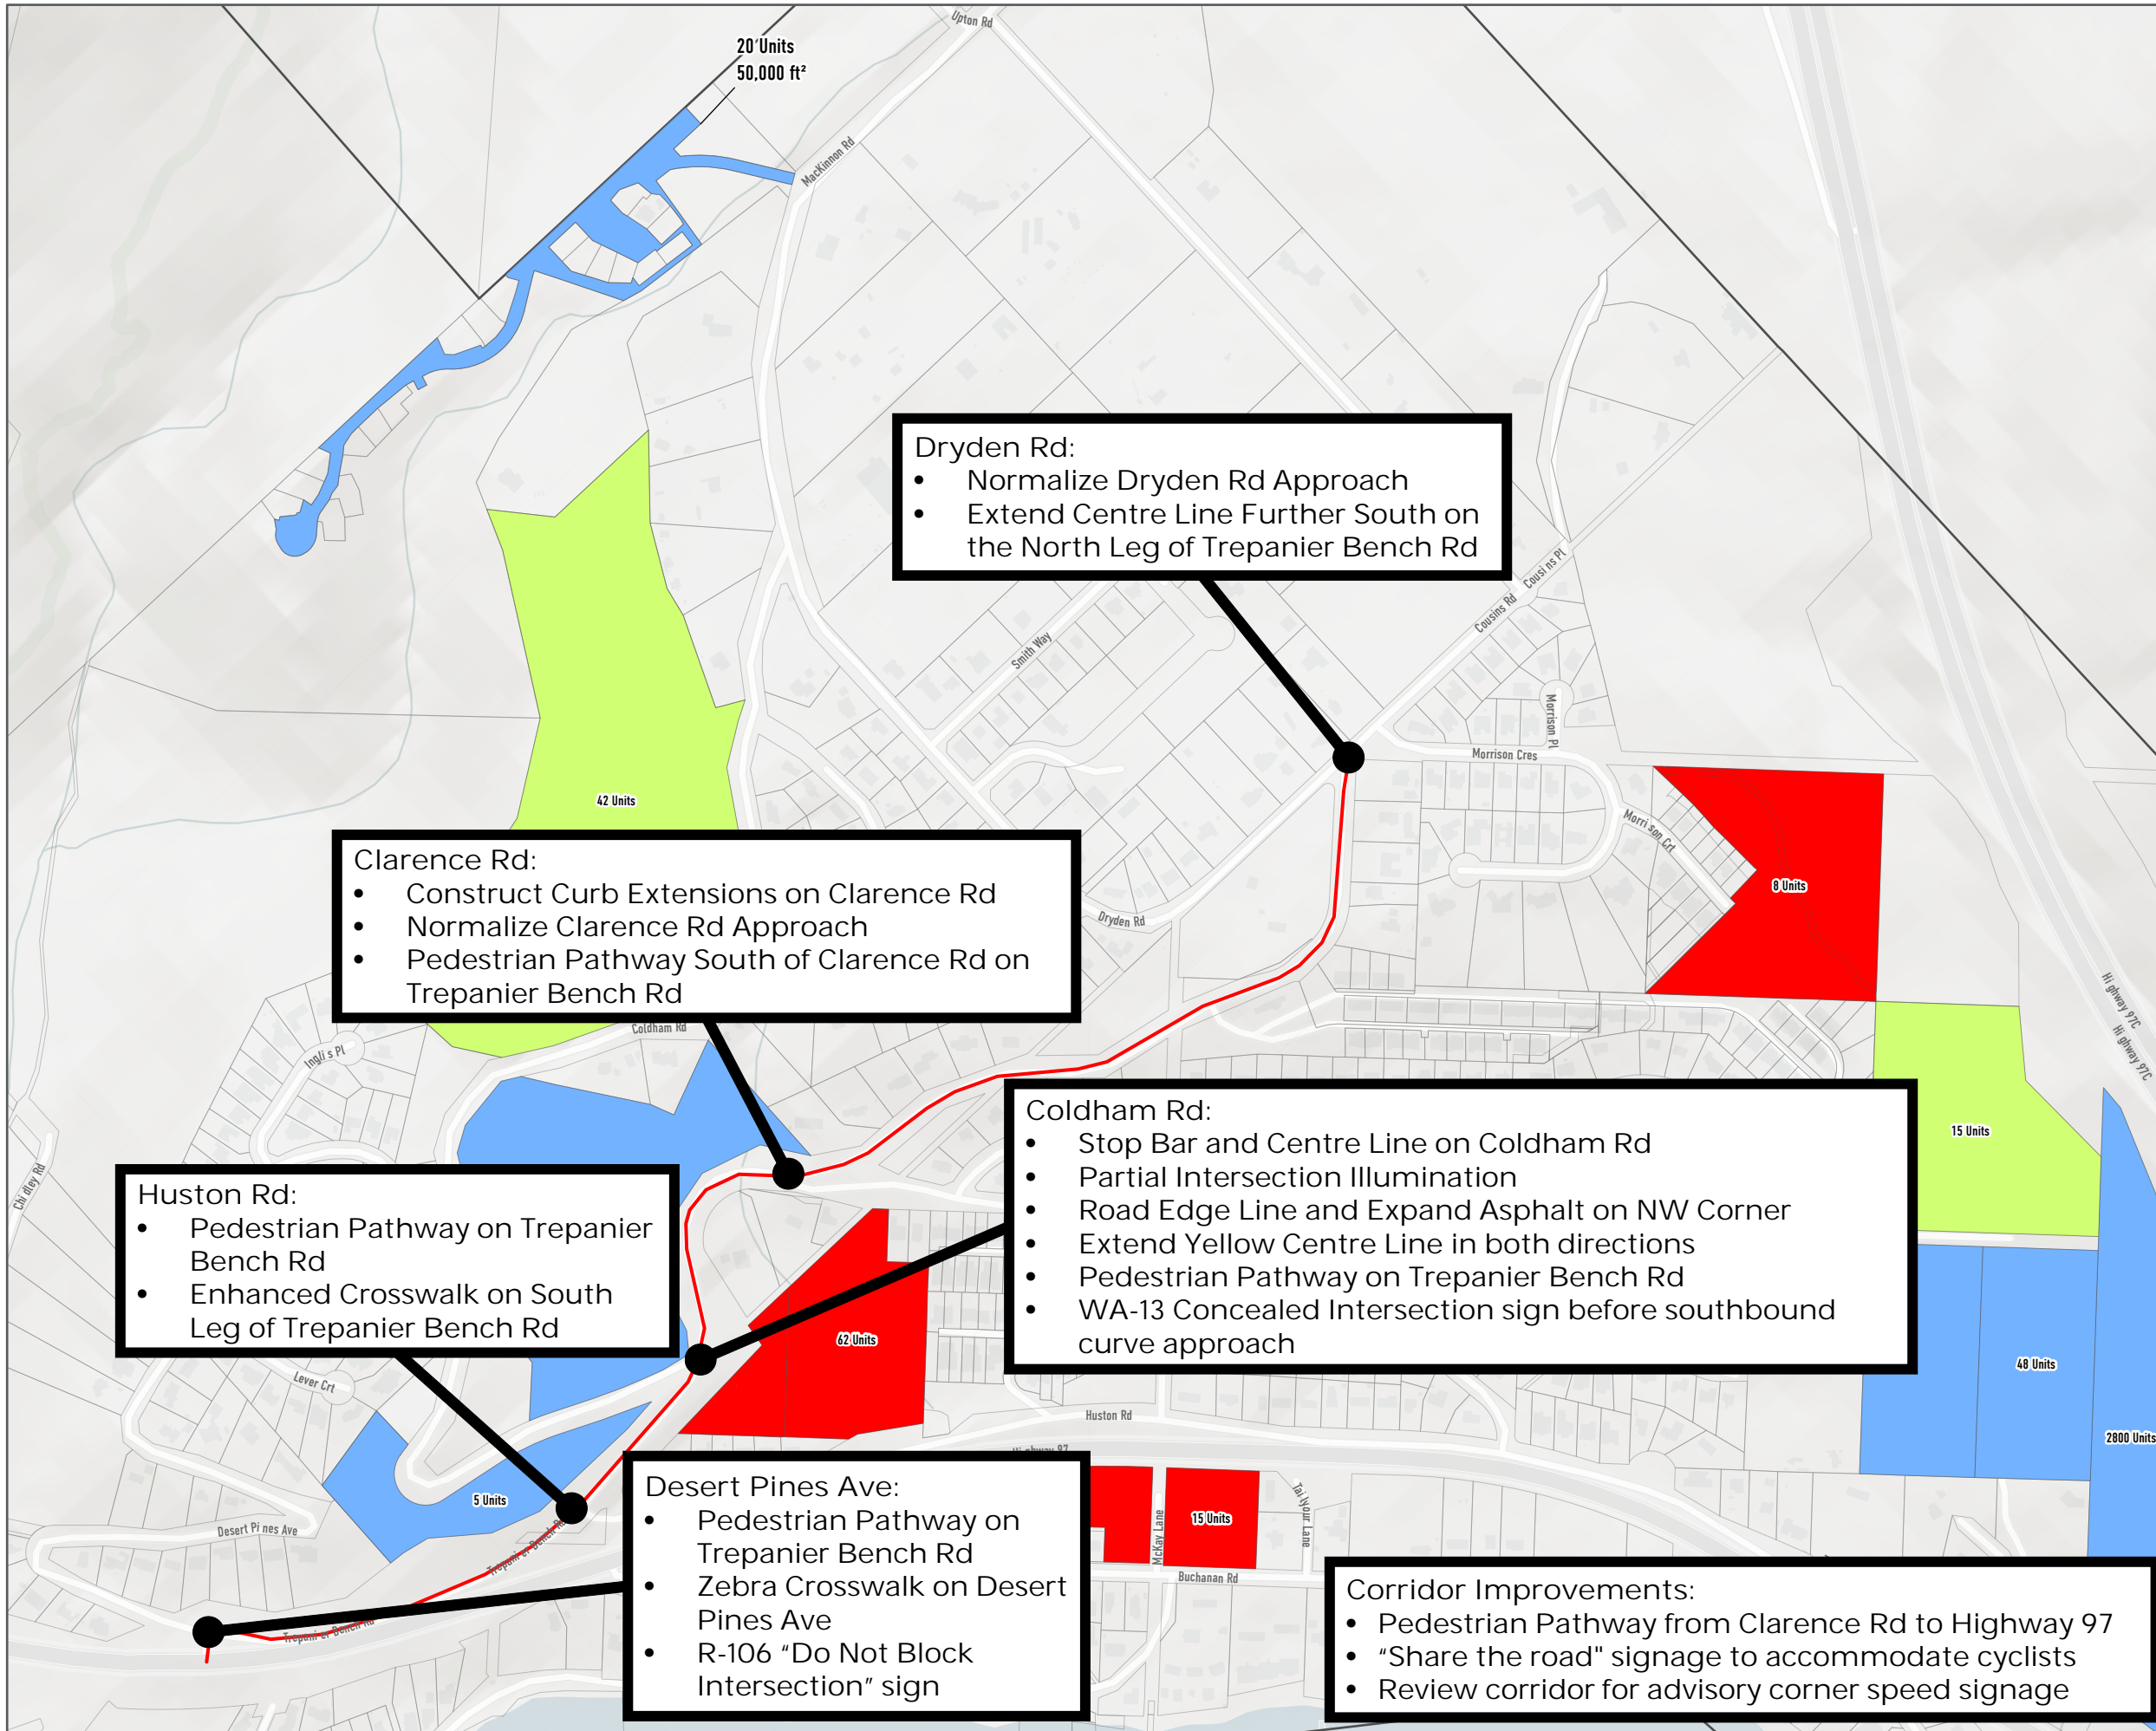 Upton Rd
20 Units
50,000 ft²
MacKinnon Rd
Dryden Rd:
• Normalize Dryden Rd Approach
• Extend Centre Line Further South on
the North Leg of Trepanier Bench Rd
Cousins Pl
Cousins Rd
Smith Way
Morrison Pl
Morrison Cres
42 Units
Morrison Crt
8 Units
Clarence Rd:
• Construct Curb Extensions on Clarence Rd
• Normalize Clarence Rd Approach
• Pedestrian Pathway South of Clarence Rd on
Trepanier Bench Rd
Dryden Rd
Highway 97C
Highway 97C
Coldham Rd
Inglis Pl
Coldham Rd:
• Stop Bar and Centre Line on Coldham Rd
• Partial Intersection Illumination
• Road Edge Line and Expand Asphalt on NW Corner
• Extend Yellow Centre Line in both directions
• Pedestrian Pathway on Trepanier Bench Rd
• WA-13 Concealed Intersection sign before southbound
curve approach
15 Units
Chidley Rd
Huston Rd:
• Pedestrian Pathway on Trepanier
Bench Rd
• Enhanced Crosswalk on South
Leg of Trepanier Bench Rd
62 Units
48 Units
Lever Crt
Huston Rd
Highway 97
2800 Units
5 Units
Desert Pines Ave
Trepanier Bench Rd
Desert Pines Ave:
• Pedestrian Pathway on
Trepanier Bench Rd
• Zebra Crosswalk on Desert
Pines Ave
• R-106 “Do Not Block
Intersection” sign
McKay Lane
15 Units
Taityour Lane
Buchanan Rd
Trepanier Bench Rd
Corridor Improvements:
• Pedestrian Pathway from Clarence Rd to Highway 97
• “Share the road" signage to accommodate cyclists
• Review corridor for advisory corner speed signage